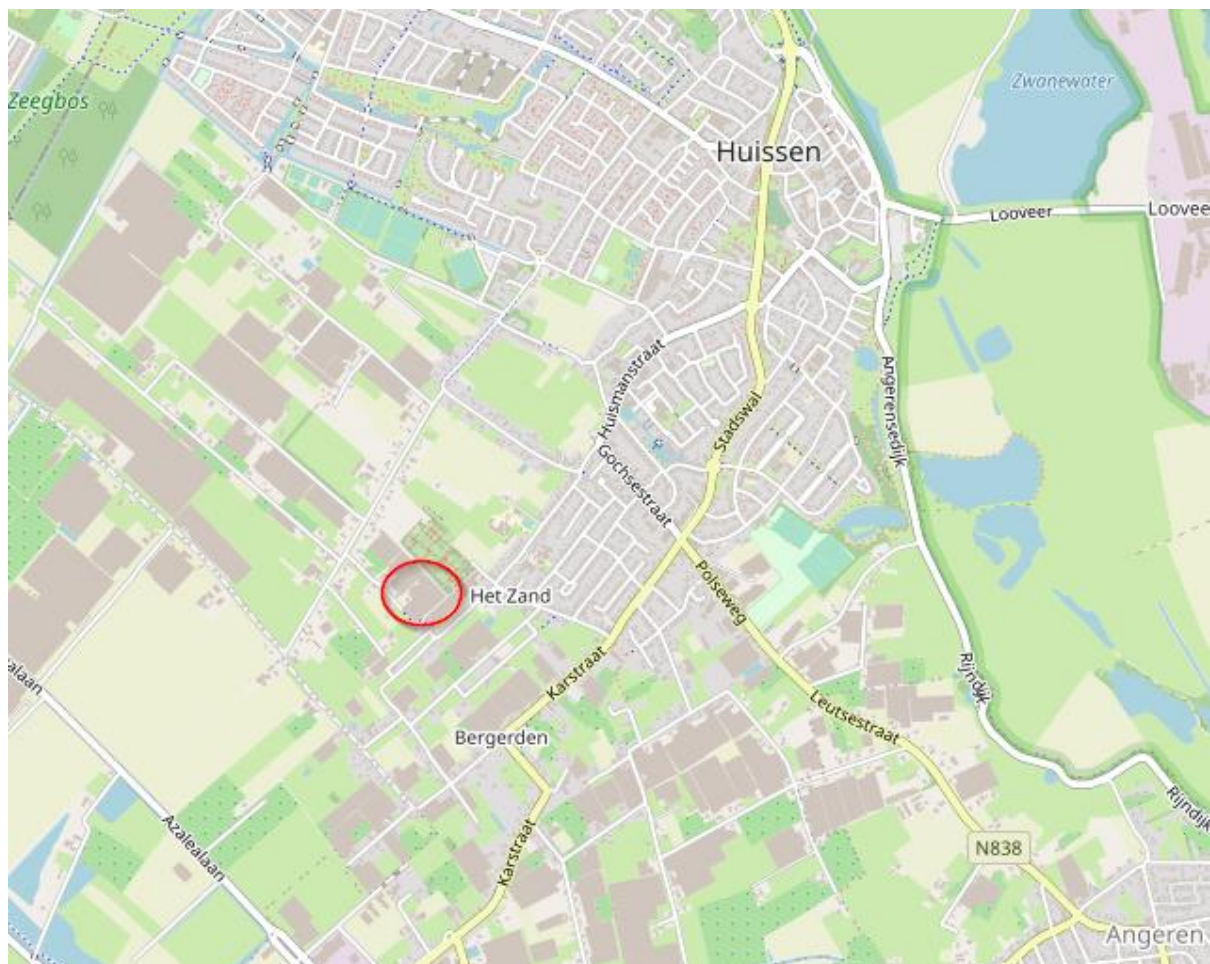 Zwanewater
Zeegbos
Huissen
Looveer
Loovee
Huismanstraat
Angerensedijk
Stadswal
Gochsestraat
Polseweg
Het Zand
Karstraat
Rijndijk
alaan
Leutsestraat
Bergerden
Azalealaan
Rijndijk
Karstraat
N838
Angeren